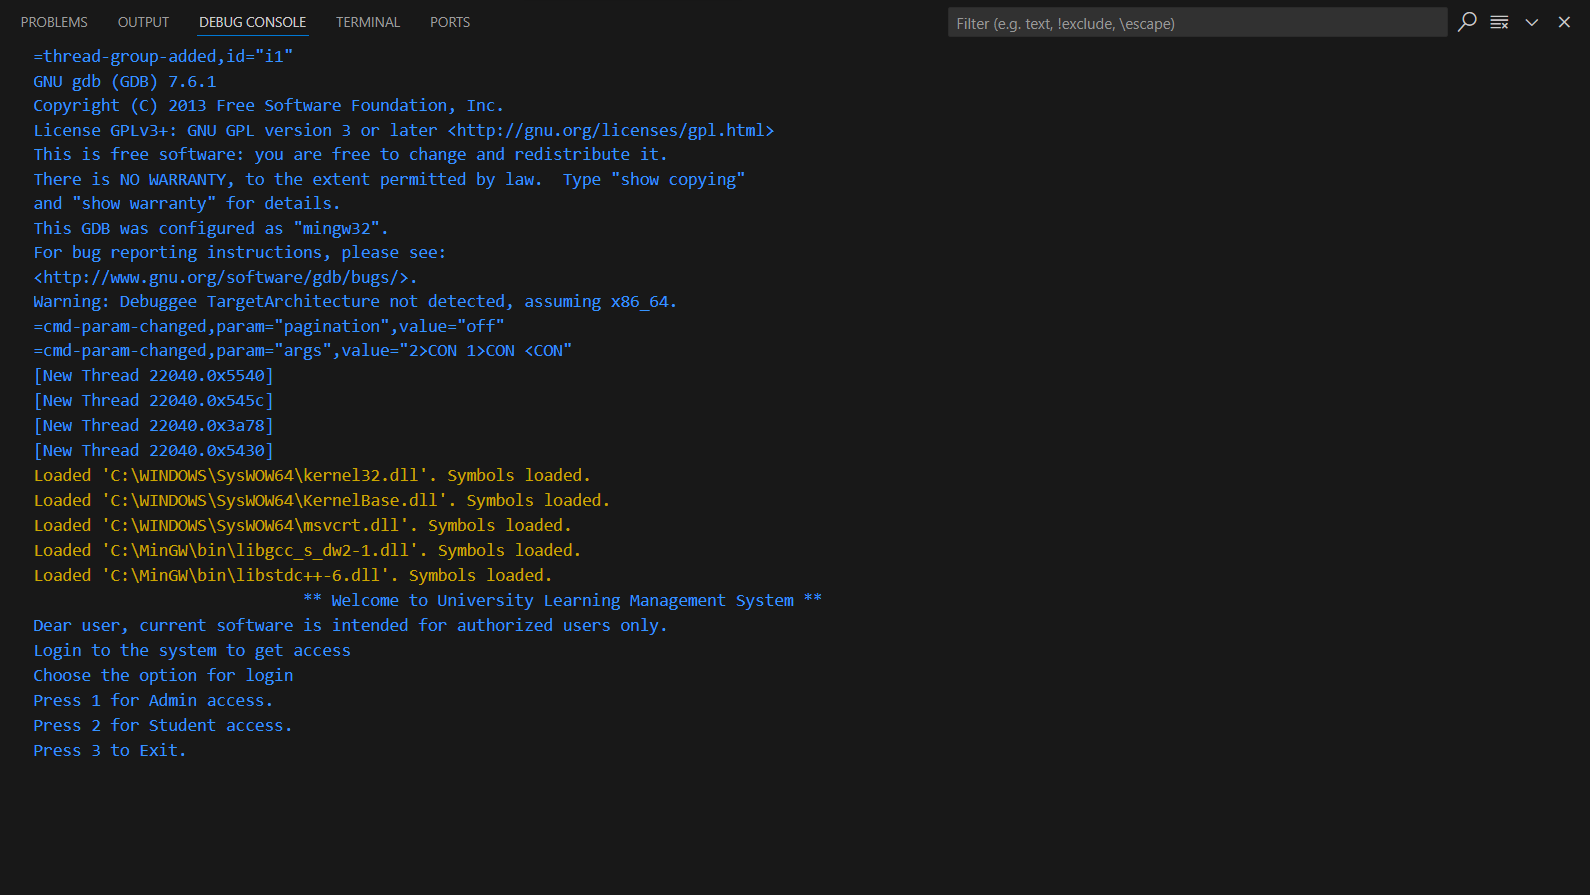 PROBLEMS OUTPUT DEBUG CONSOLE TERMINAL PORTS Filter (e.g. text, !exclude, \escape)
=thread-group-added,id="i1"
GNU gdb (GDB) 7.6.1
Copyright (C) 2013 Free Software Foundation, Inc.
License GPLv3+: GNU GPL version 3 or later <http://gnu.org/licenses/gpl.html>
This is free software: you are free to change and redistribute it.
There is NO WARRANTY, to the extent permitted by law.  Type "show copying"
and "show warranty" for details.
This GDB was configured as "mingw32".
For bug reporting instructions, please see:
<http://www.gnu.org/software/gdb/bugs/>.
Warning: Debuggee TargetArchitecture not detected, assuming x86_64.
=cmd-param-changed,param="pagination",value="off"
=cmd-param-changed,param="args",value="2>CON 1>CON <CON"
[New Thread 22040.0x5540]
[New Thread 22040.0x545c]
[New Thread 22040.0x3a78]
[New Thread 22040.0x5430]
Loaded 'C:\WINDOWS\SysWOW64\kernel32.dll'. Symbols loaded.
Loaded 'C:\WINDOWS\SysWOW64\KernelBase.dll'. Symbols loaded.
Loaded 'C:\WINDOWS\SysWOW64\msvcrt.dll'. Symbols loaded.
Loaded 'C:\MinGW\bin\libgcc_s_dw2-1.dll'. Symbols loaded.
Loaded 'C:\MinGW\bin\libstdc++-6.dll'. Symbols loaded.
** Welcome to University Learning Management System **
Dear user, current software is intended for authorized users only.
Login to the system to get access
Choose the option for login
Press 1 for Admin access.
Press 2 for Student access.
Press 3 to Exit.